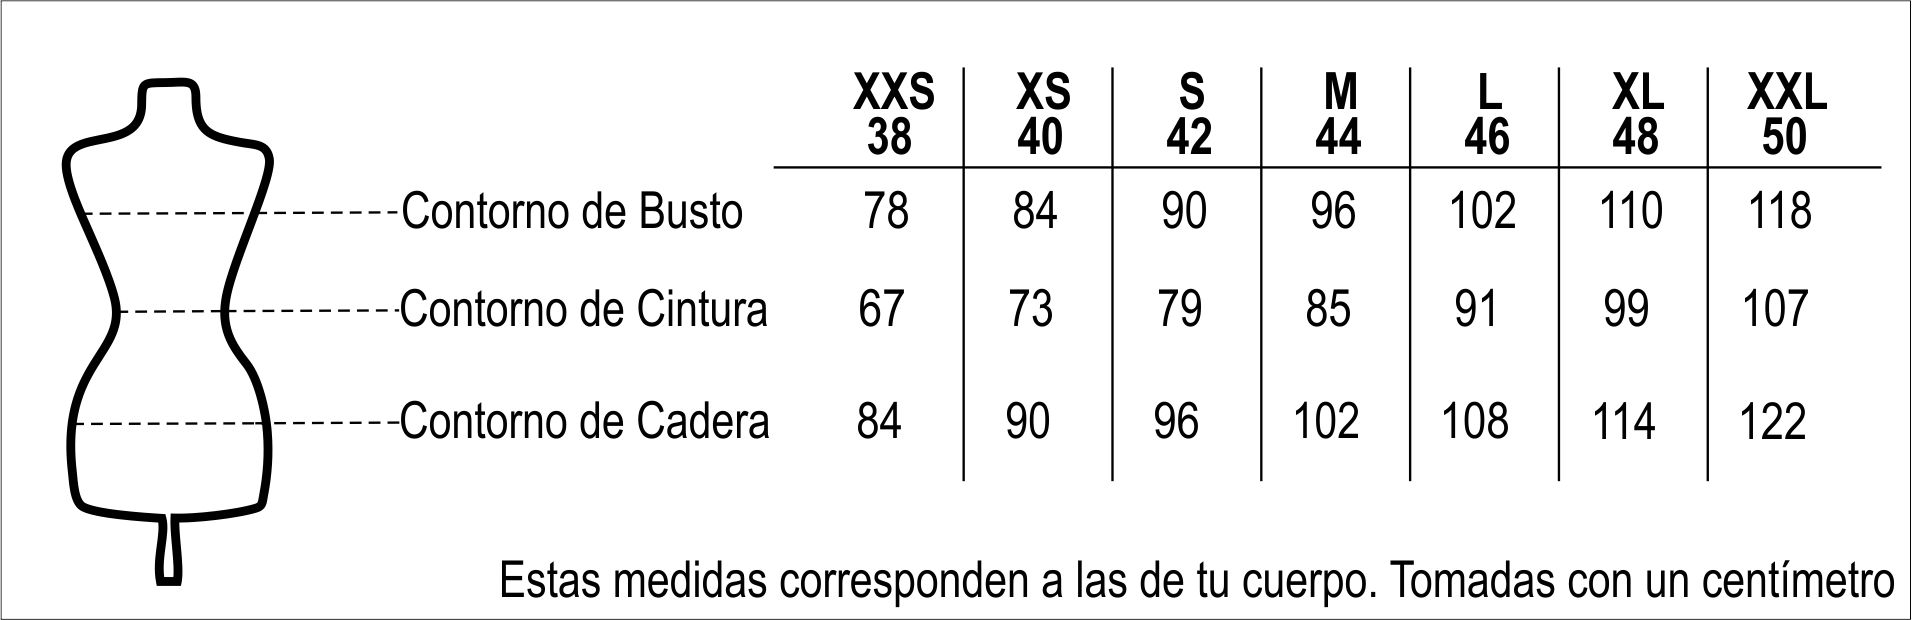 XXS XS S M L XL XXL
38 40 42 44 46 48 50
Contorno de Busto 78 84 90 96 102 110 118
Contorno de Cintura 67 73 79 85 91 99 107
Contorno de Cadera 84 90 96 102 108 114 122
Estas medidas corresponden a las de tu cuerpo. Tomadas con un centímetro